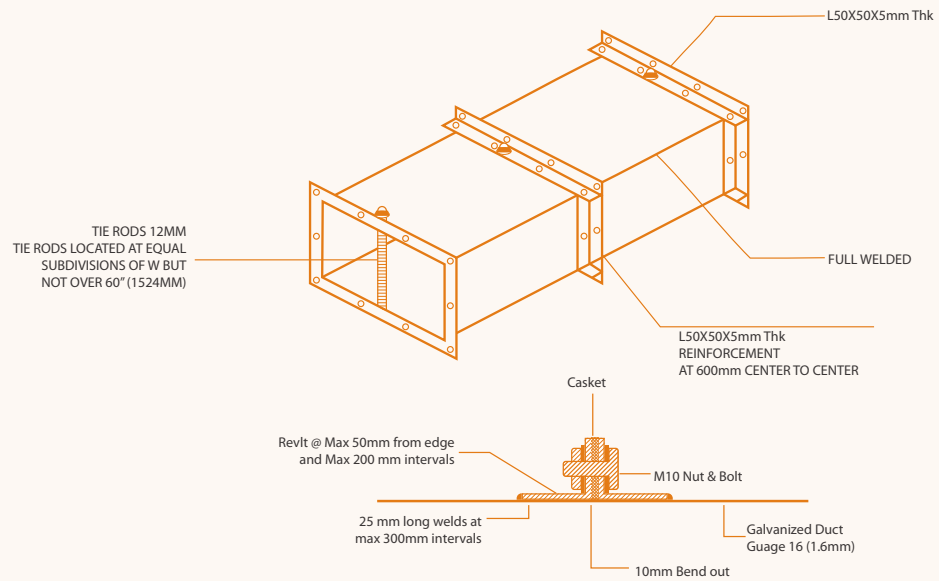 L50X50X5mm Thk
TIE RODS 12MM
TIE RODS LOCATED AT EQUAL
SUBDIVISIONS OF W BUT
NOT OVER 60” (1524MM)
FULL WELDED
L50X50X5mm Thk
REINFORCEMENT
AT 600mm CENTER TO CENTER
Casket
RevIt @ Max 50mm from edge
and Max 200 mm intervals
M10 Nut & Bolt
25 mm long welds at
max 300mm intervals
Galvanized Duct
Guage 16 (1.6mm)
10mm Bend out